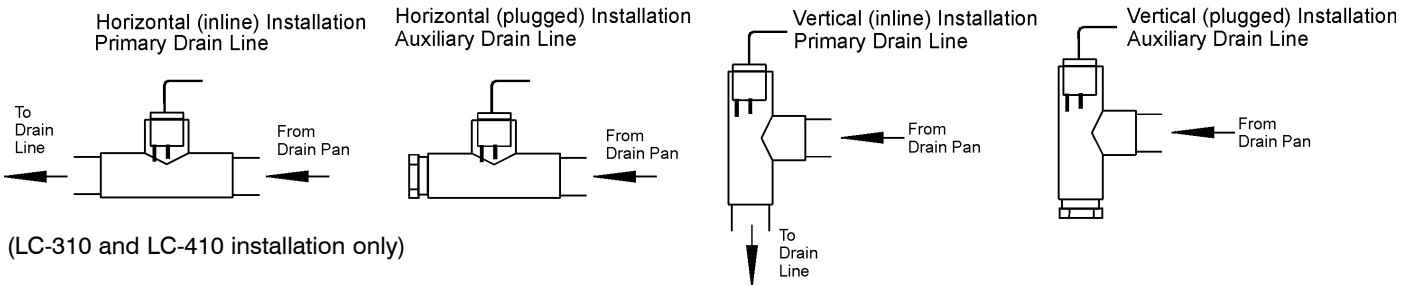 Horizontal (inline) Installation
Primary Drain Line
To
Drain
Line
From
Drain Pan
Horizontal (plugged) Installation
Auxiliary Drain Line
From
Drain Pan
Vertical (inline) Installation
Primary Drain Line
From
Drain Pan
To
Drain
Line
Vertical (plugged) Installation
Auxiliary Drain Line
From
Drain Pan
(LC-310 and LC-410 installation only)